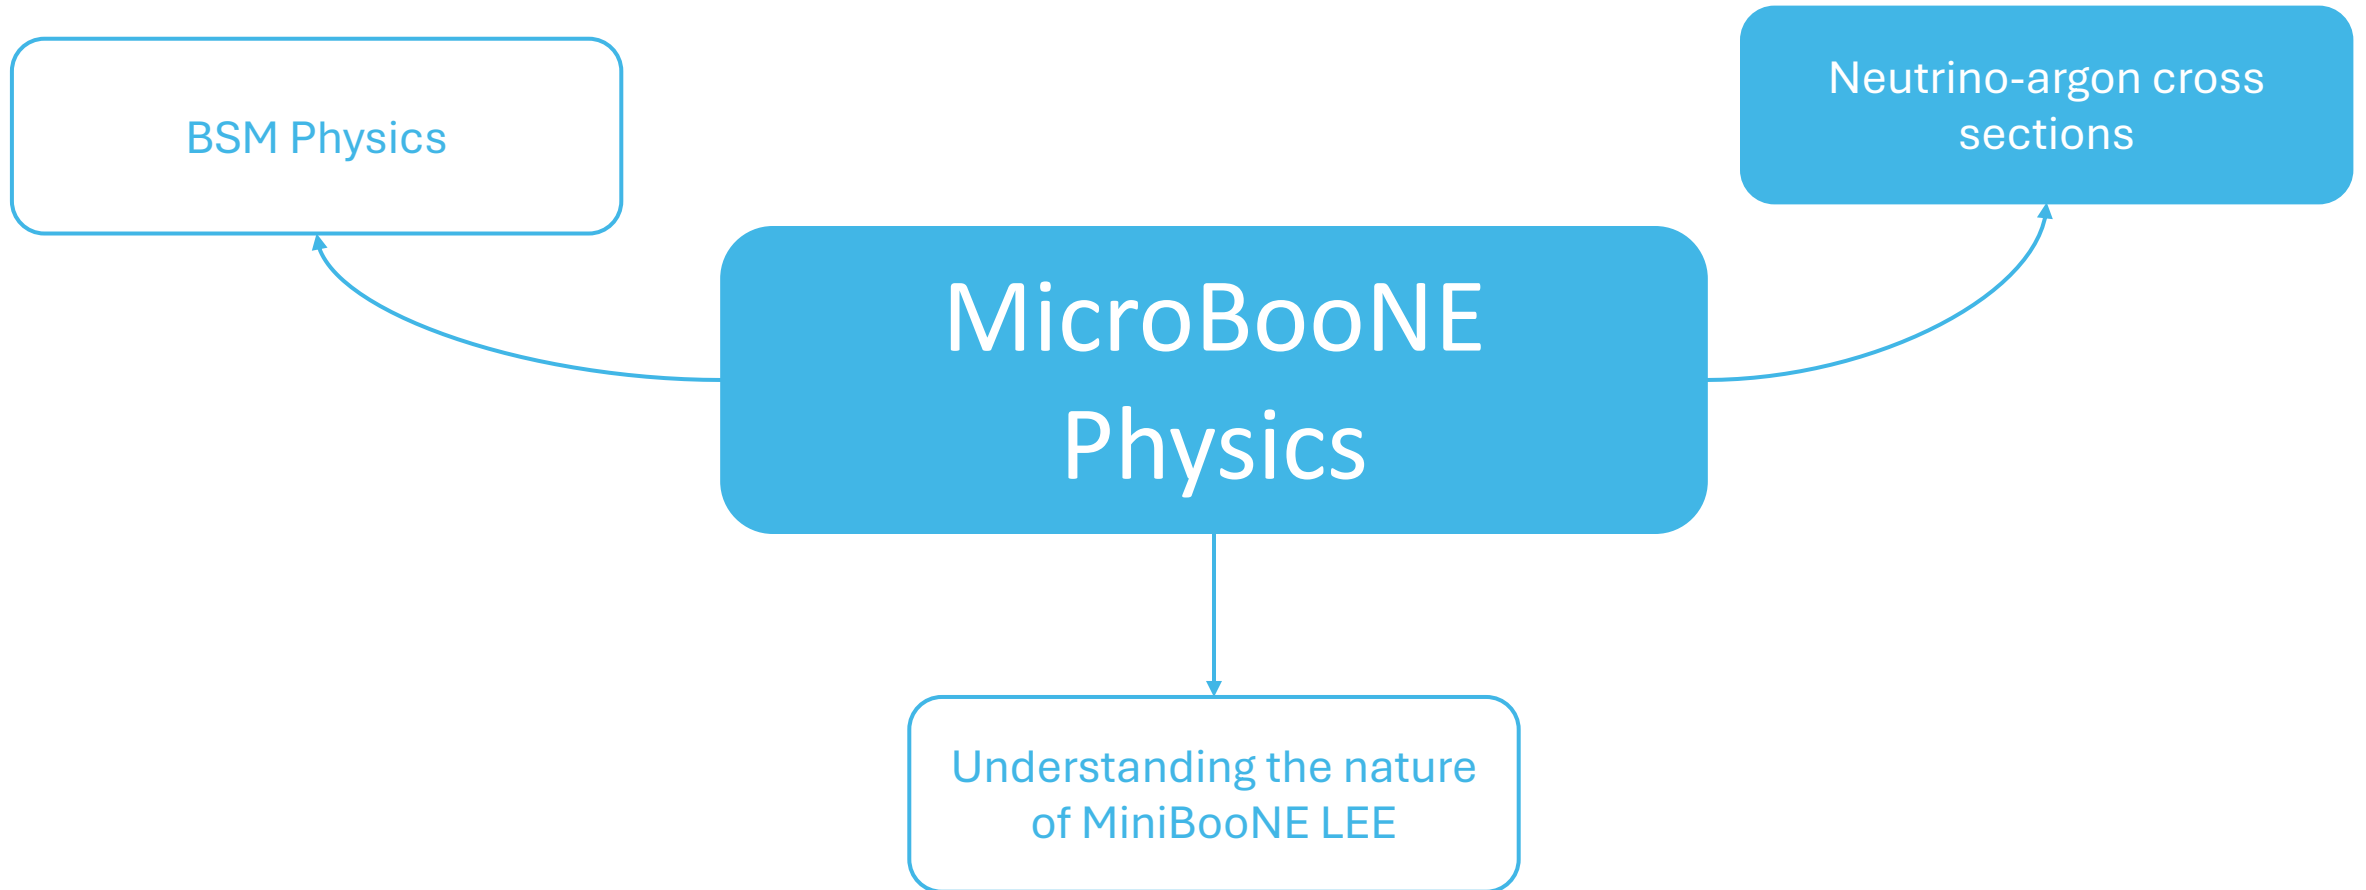 BSM Physics
Neutrino-argon cross
sections
MicroBooNE
Physics
Understanding the nature
of MiniBooNE LEE